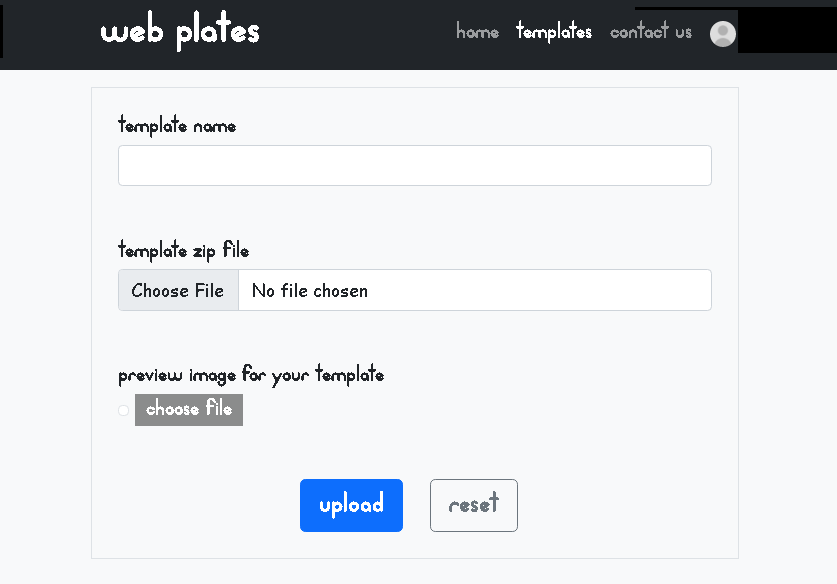 web plates home templates contact us
template name
template zip file
Choose File No file chosen
preview image for your template
choose file
upload reset